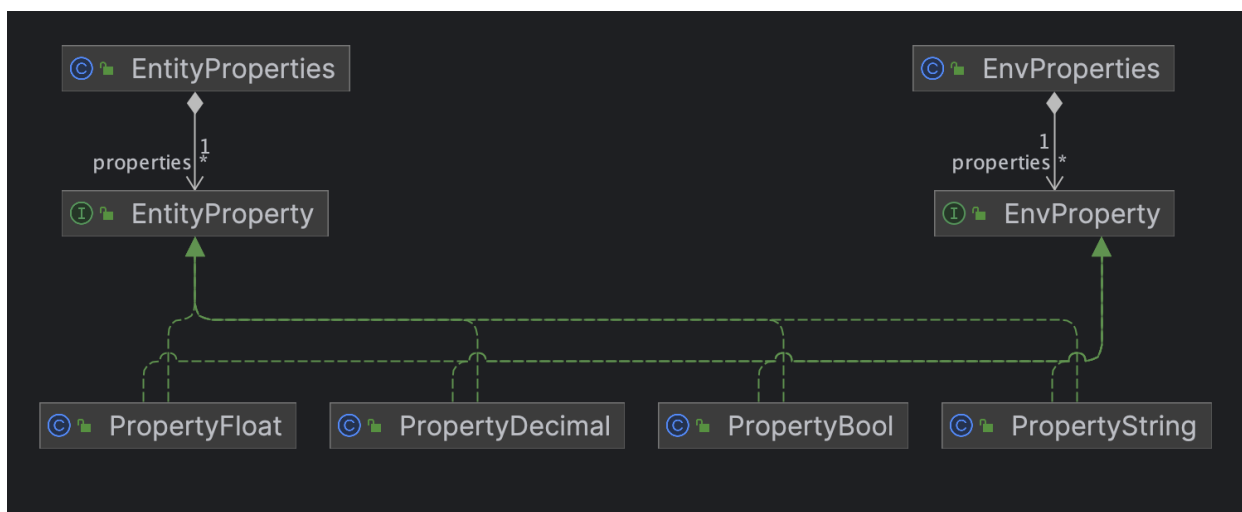 EntityProperties
EnvProperties
1
properties *
1
properties *
EntityProperty
EnvProperty
PropertyFloat
PropertyDecimal
PropertyBool
PropertyString